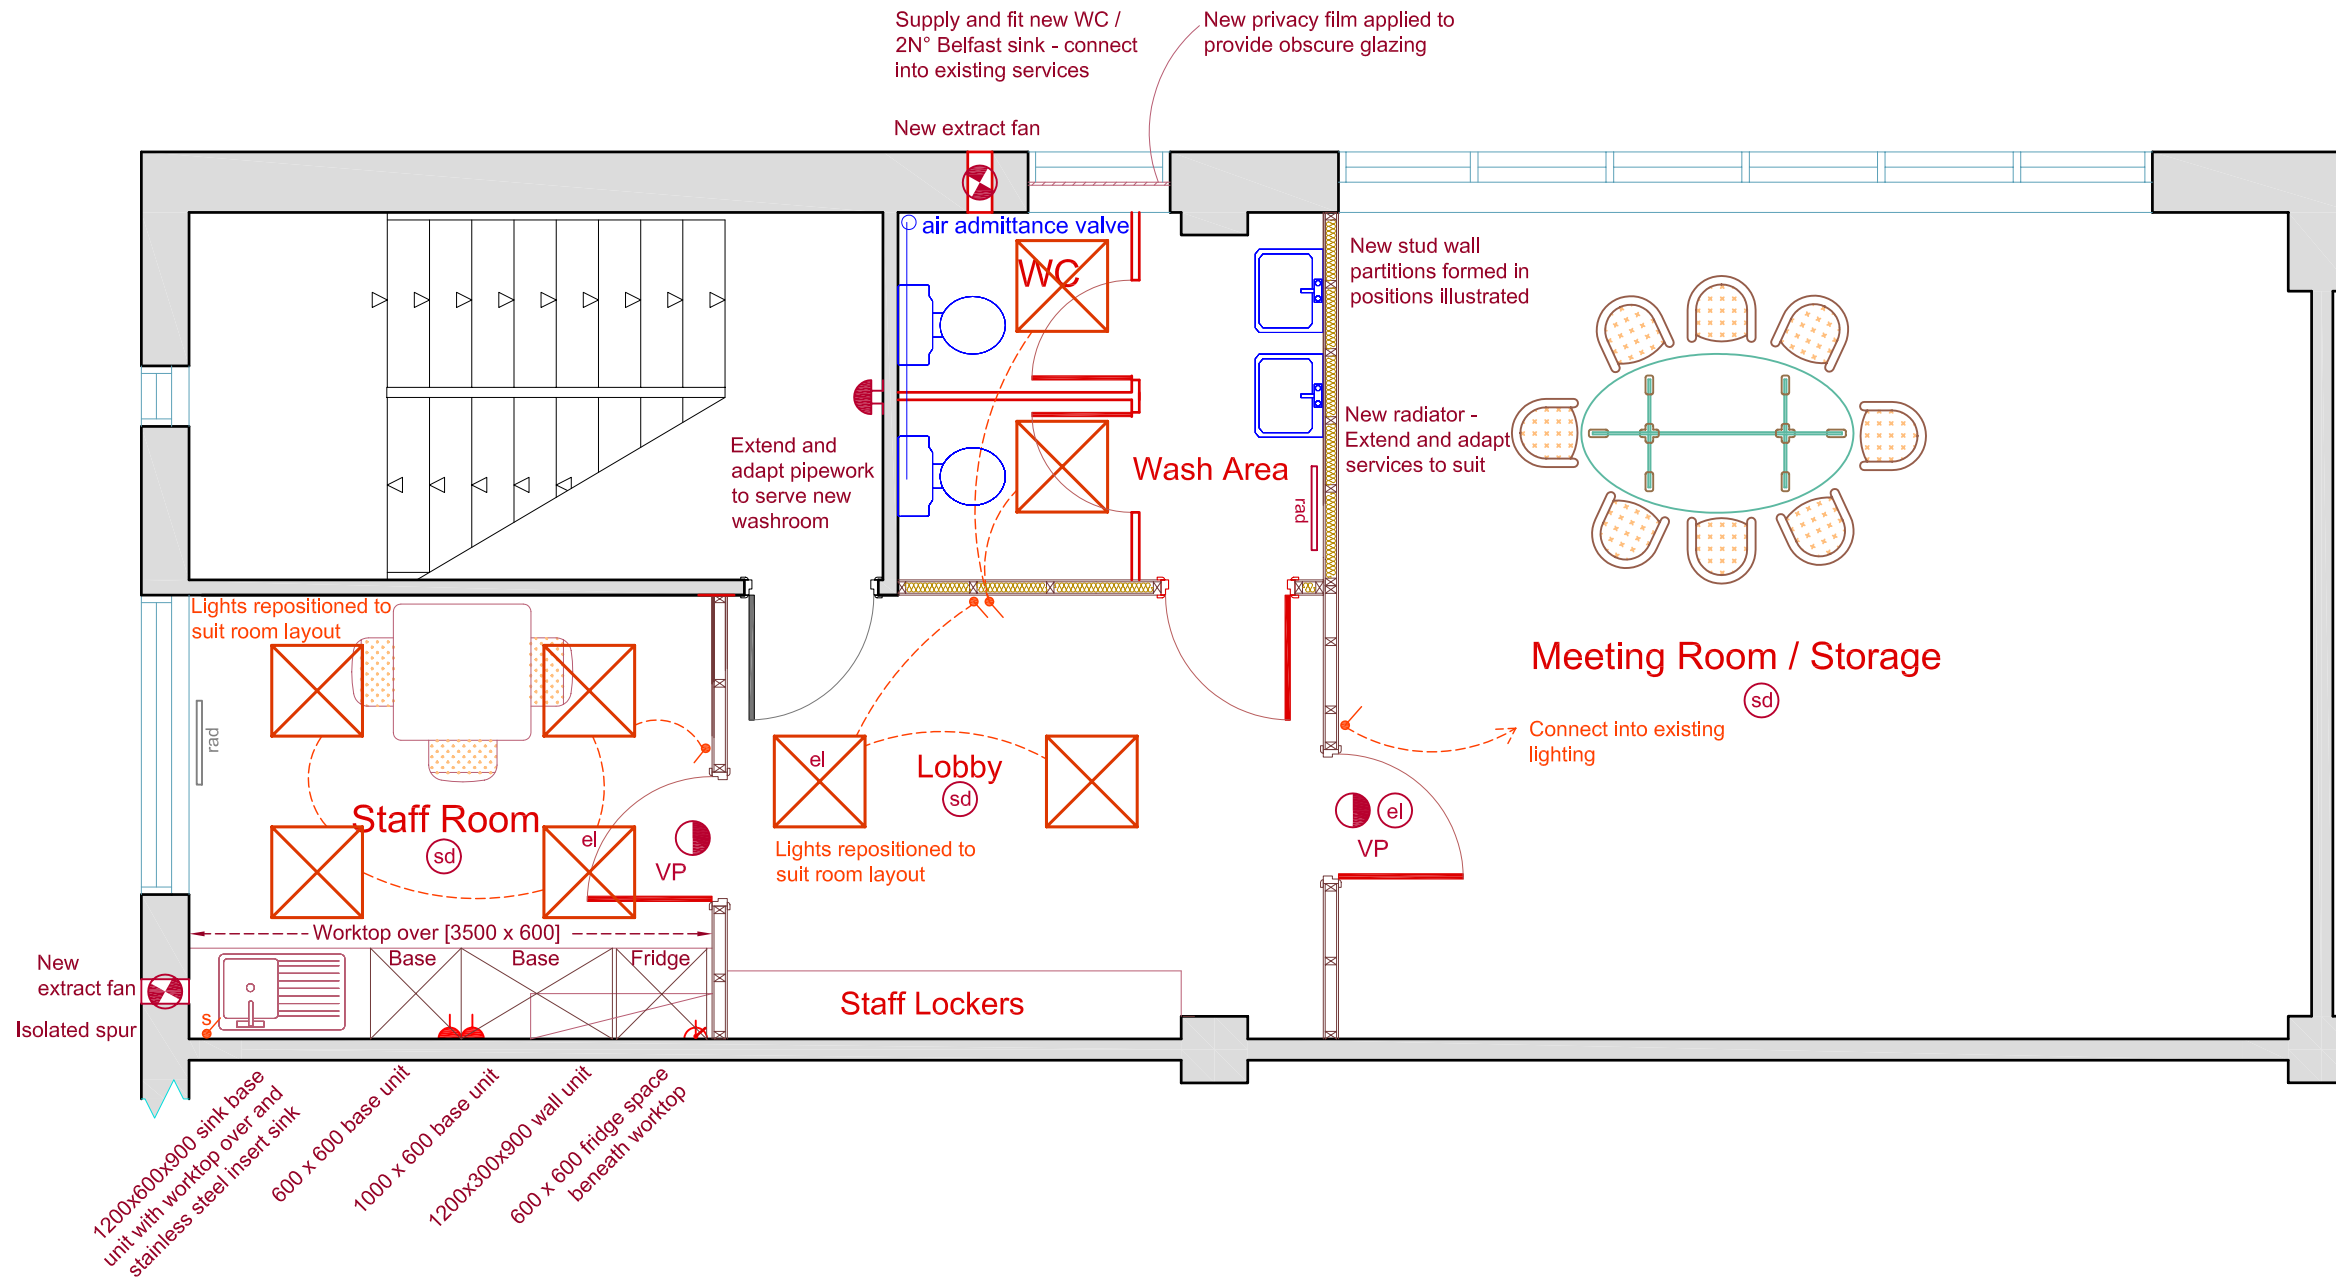 Supply and fit new WC /
2N° Belfast sink - connect
into existing services
New privacy film applied to
provide obscure glazing
New extract fan
air admittance valve
WC
New stud wall
partitions formed in
positions illustrated
Extend and
adapt pipework
to serve new
washroom
Wash Area
rad
New radiator -
Extend and adapt
services to suit
Lights repositioned to
suit room layout
rad
Staff Room
sd
el
VP
el
Lobby
sd
Lights repositioned to
suit room layout
el
VP
Meeting Room / Storage
sd
Connect into existing
lighting
Worktop over [3500 x 600]
Base
Base
Fridge
Staff Lockers
New
extract fan
Isolated spur
s
1200x600x900 sink base
unit with worktop over and
stainless steel insert sink
600 x 600 base unit
1000 x 600 base unit
1200x300x900 wall unit
600 x 600 fridge space
beneath worktop